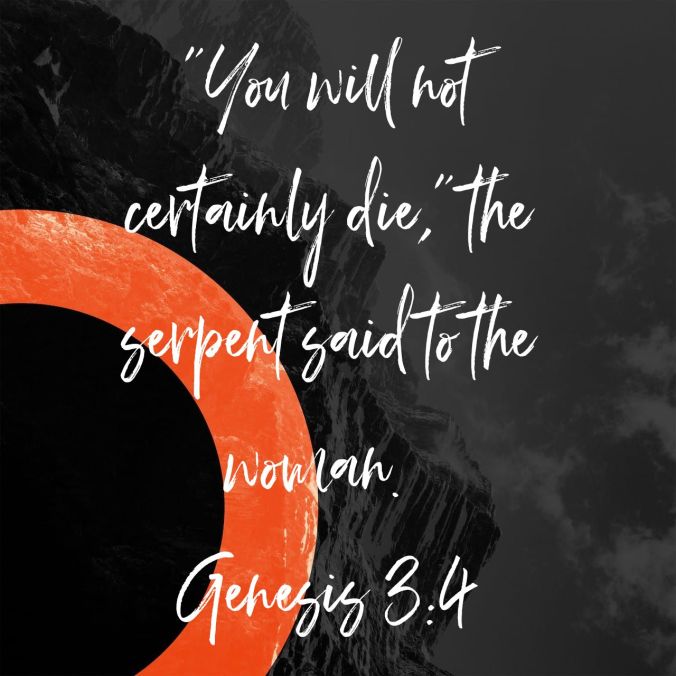 "You will not
certainly die," the
serpent said to the
woman.
Genesis 3:4